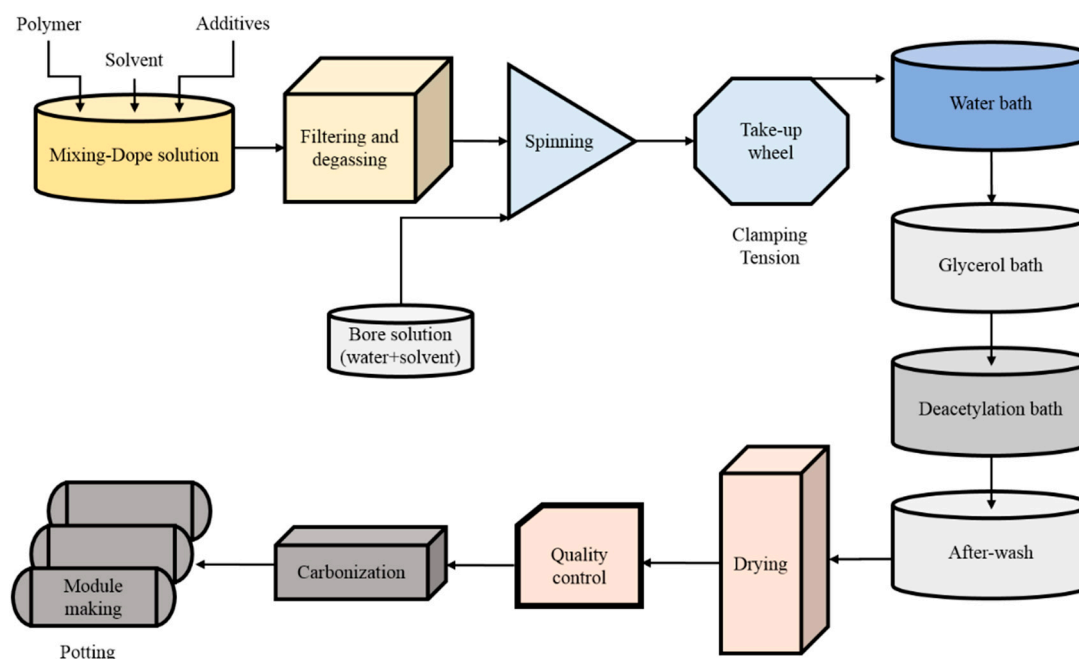 Polymer
Solvent
Additives
Mixing-Dope solution
Filtering and
degassing
Spinning
Bore solution
(water+solvent)
Take-up
wheel
Clamping
Tension
Water bath
Glycerol bath
Deacetylation bath
After-wash
Drying
Quality
control
Carbonization
Module
making
Potting